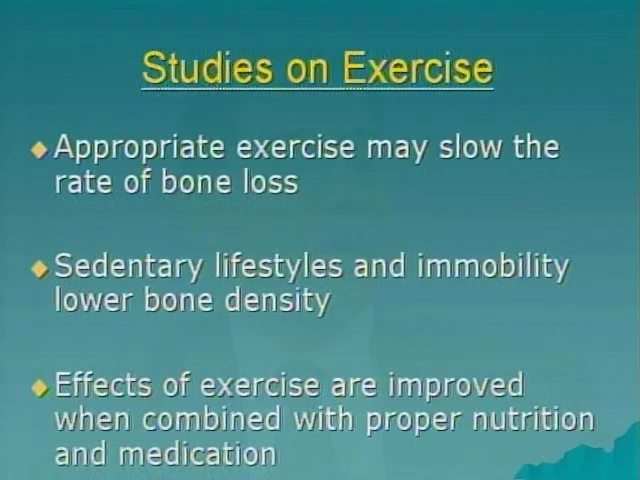 Studies on Exercise
Appropriate exercise may slow the
rate of bone loss
Sedentary lifestyles and immobility
lower bone density
Effects of exercise are improved
when combined with proper nutrition
and medication